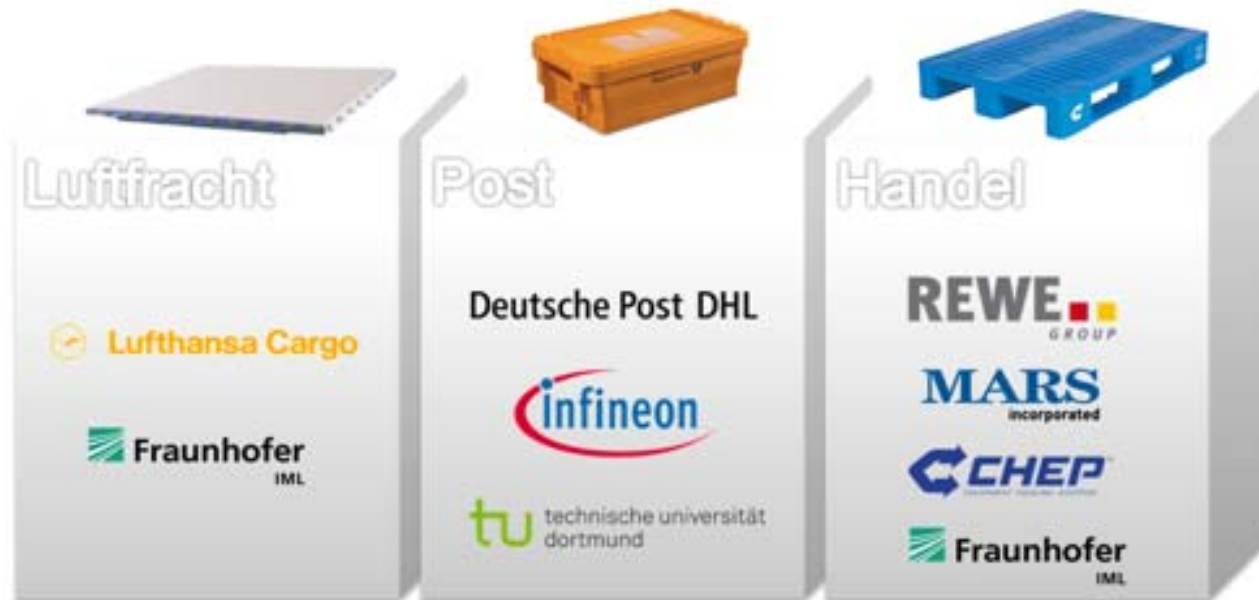 Luftfracht
Lufthansa Cargo
Fraunhofer
IML
Post
Deutsche Post DHL
infineon
tu technische universität
dortmund
Handel
REWE
GROUP
MARS
incorporated
CHEP
Fraunhofer
IML